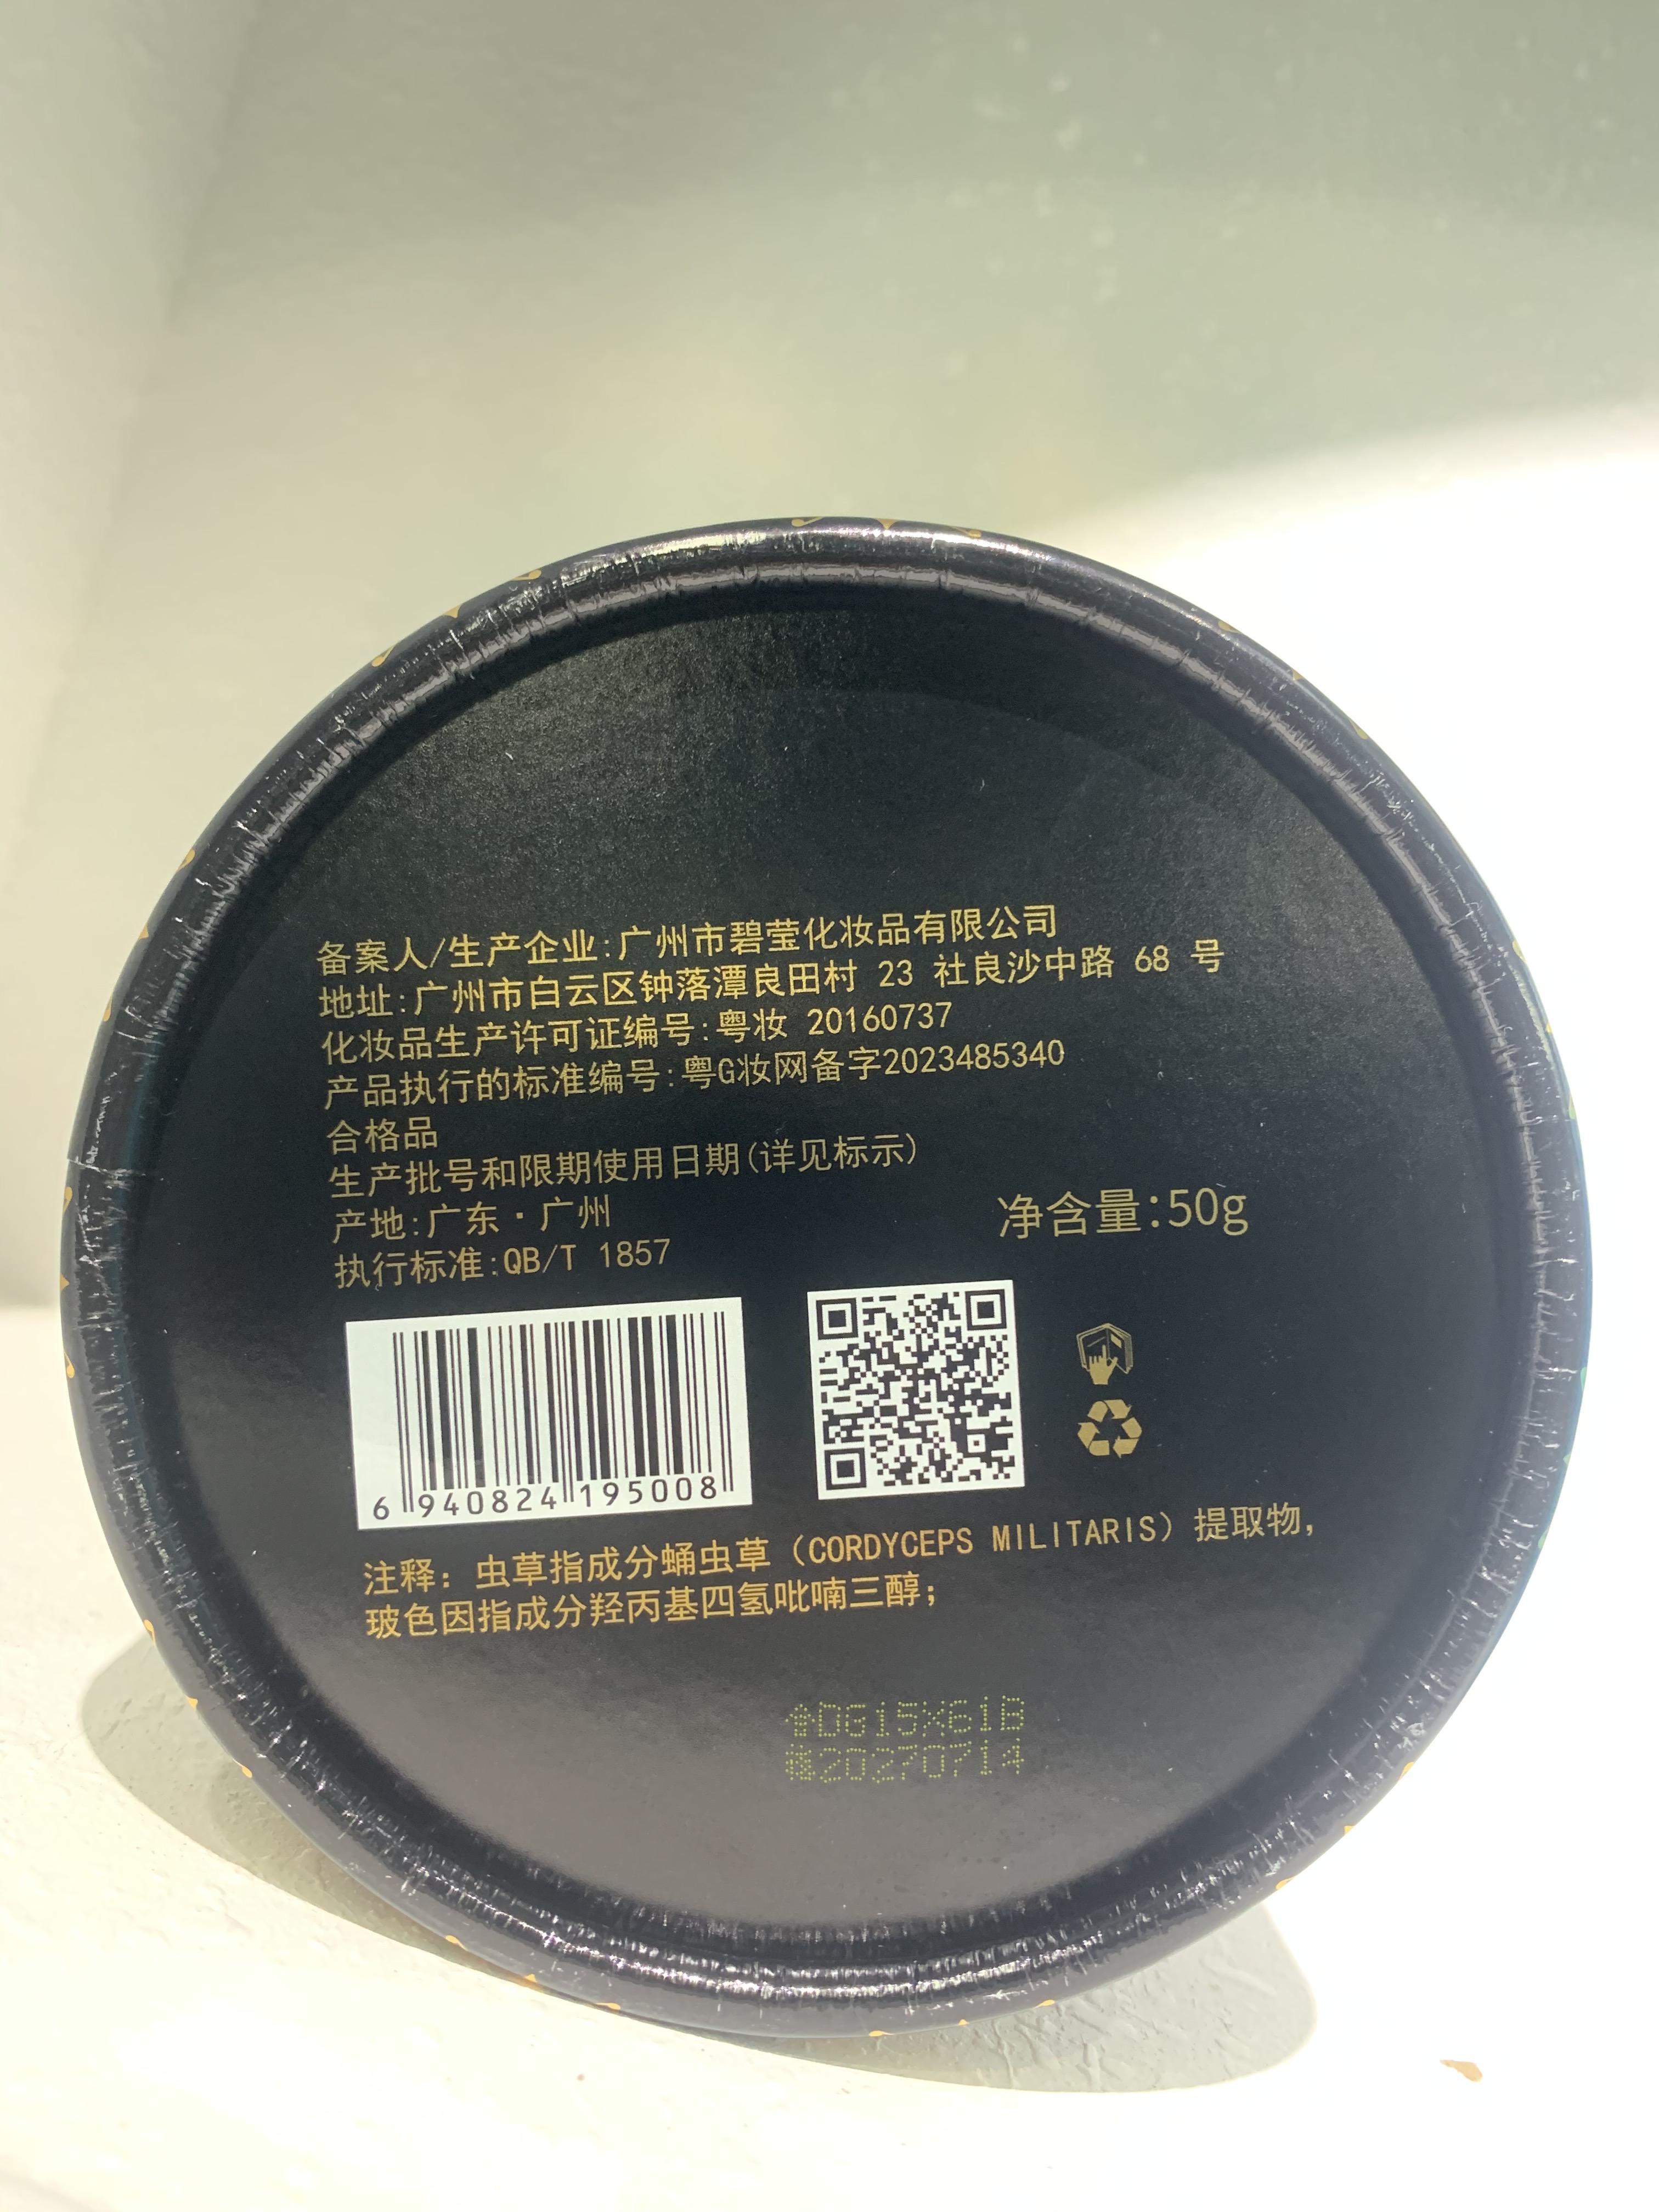 备案人/生产企业:广州市碧莹化妆品有限公司
地址:广州市白云区钟落潭良田村 23 社良沙中路 68 号
化妆品生产许可证编号:粤妆 20160737
产品执行的标准编号:粤G妆网备字2023485340
合格品
生产批号和限期使用日期(详见标示)
产地:广东·广州
净含量:50g
执行标准:QB/T 1857
6 940824 195008
注释：虫草指成分蛹虫草（CORDYCEPS MILITARIS）提取物，
玻色因指成分羟丙基四氢吡喃三醇；
DG15X61B
20270714